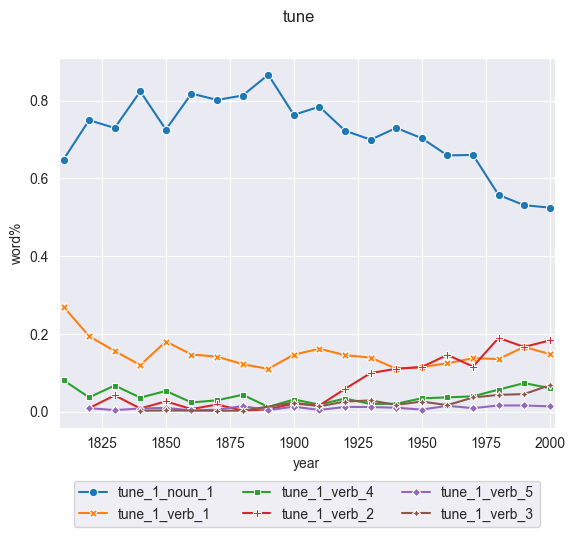 tune
word%
0.8
0.6
0.4
0.2
0.0
1825 1850 1875 1900 1925 1950 1975 2000
year
tune_1_noun_1 tune_1_verb_4 tune_1_verb_5
tune_1_verb_1 tune_1_verb_2 tune_1_verb_3